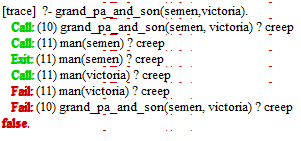 [trace]  ?- grand_pa_and_son(semen,victoria).
Call: (10) grand_pa_and_son(semen, victoria) ? creep
Call: (11) man(semen) ? creep
Exit: (11) man(semen) ? creep
Call: (11) man(victoria) ? creep
Fail: (11) man(victoria) ? creep
Fail: (10) grand_pa_and_son(semen, victoria) ? creep
false.